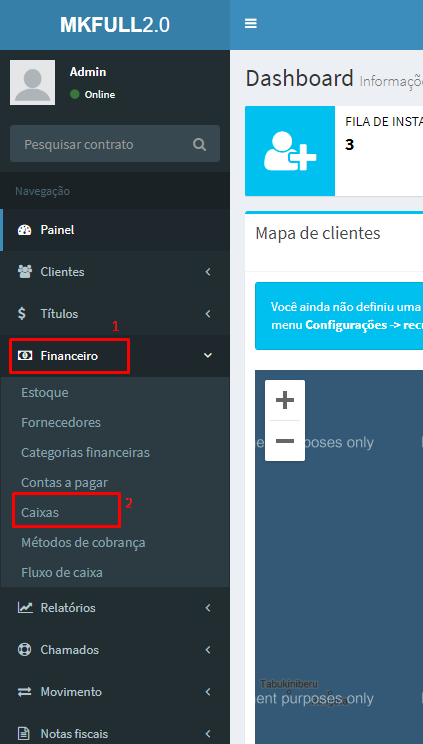 MKFULL2.0
Admin
Online
Pesquisar contrato
Navegação
Painel
Clientes
Títulos
1
Financeiro
Estoque
Fornecedores
Categorias financeiras
Contas a pagar
Caixas
2
Métodos de cobrança
Fluxo de caixa
Relatórios
Chamados
Movimento
Notas fiscais
Dashboard Informaçõ
FILA DE INSTA
3
Mapa de clientes
Você ainda não definiu uma
menu Configurações -> recu
+
−
ent purposes only
Tabukiniberu
ent purposes only